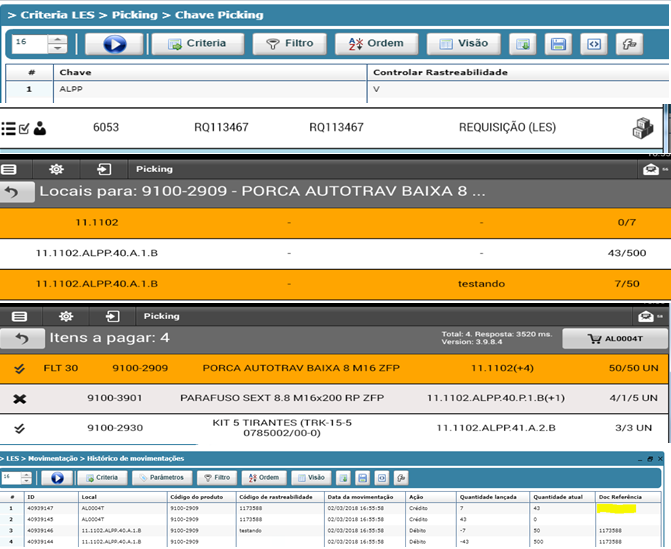 > Criteria LES > Picking > Chave Picking
16 Criteria Filtro Ordem Visão
# Chave Controlar Rastreabilidade
1 ALPP V
6053 RQ113467 RQ113467 REQUISIÇÃO (LES)
Picking
Locais para: 9100-2909 - PORCA AUTOTRAV BAIXA 8 ...
11.1102 - - 0/7
11.1102.ALPP.40.A.1.B - - 43/500
11.1102.ALPP.40.A.1.B - testando 7/50
Picking
Itens a pagar: 4 Total: 4. Resposta: 3520 ms.
Version: 3.9.8.4 AL0004T
FLT 30 9100-2909 PORCA AUTOTRAV BAIXA 8 M16 ZFP 11.1102(+4) 50/50 UN
9100-3901 PARAFUSO SEXT 8.8 M16x200 RP ZFP 11.1102.ALPP.40.P.1.B(+1) 4/1/5 UN
9100-2930 KIT 5 TIRANTES (TRK-15-5
0785002/00-0) 11.1102.ALPP.41.A.2.B 3/3 UN
> LES > Movimentação > Histórico de movimentações
16 Criteria Parâmetros Filtro Ordem Visão
# ID Local Código do produto Código de rastreabilidade Data da movimentação Ação Quantidade lançada Quantidade atual Doc Referência
1 40939147 AL0004T 9100-2909 1173588 02/03/2018 16:55:58 Crédito 7 43
2 40939145 AL0004T 9100-2909 1173588 02/03/2018 16:55:58 Crédito 43 0
3 40939146 11.1102.ALPP.40.A.1.B 9100-2909 testando 02/03/2018 16:55:58 Débito -7 50 1173588
4 40939144 11.1102.ALPP.40.A.1.B 9100-2909 02/03/2018 16:55:58 Débito -43 500 1173588